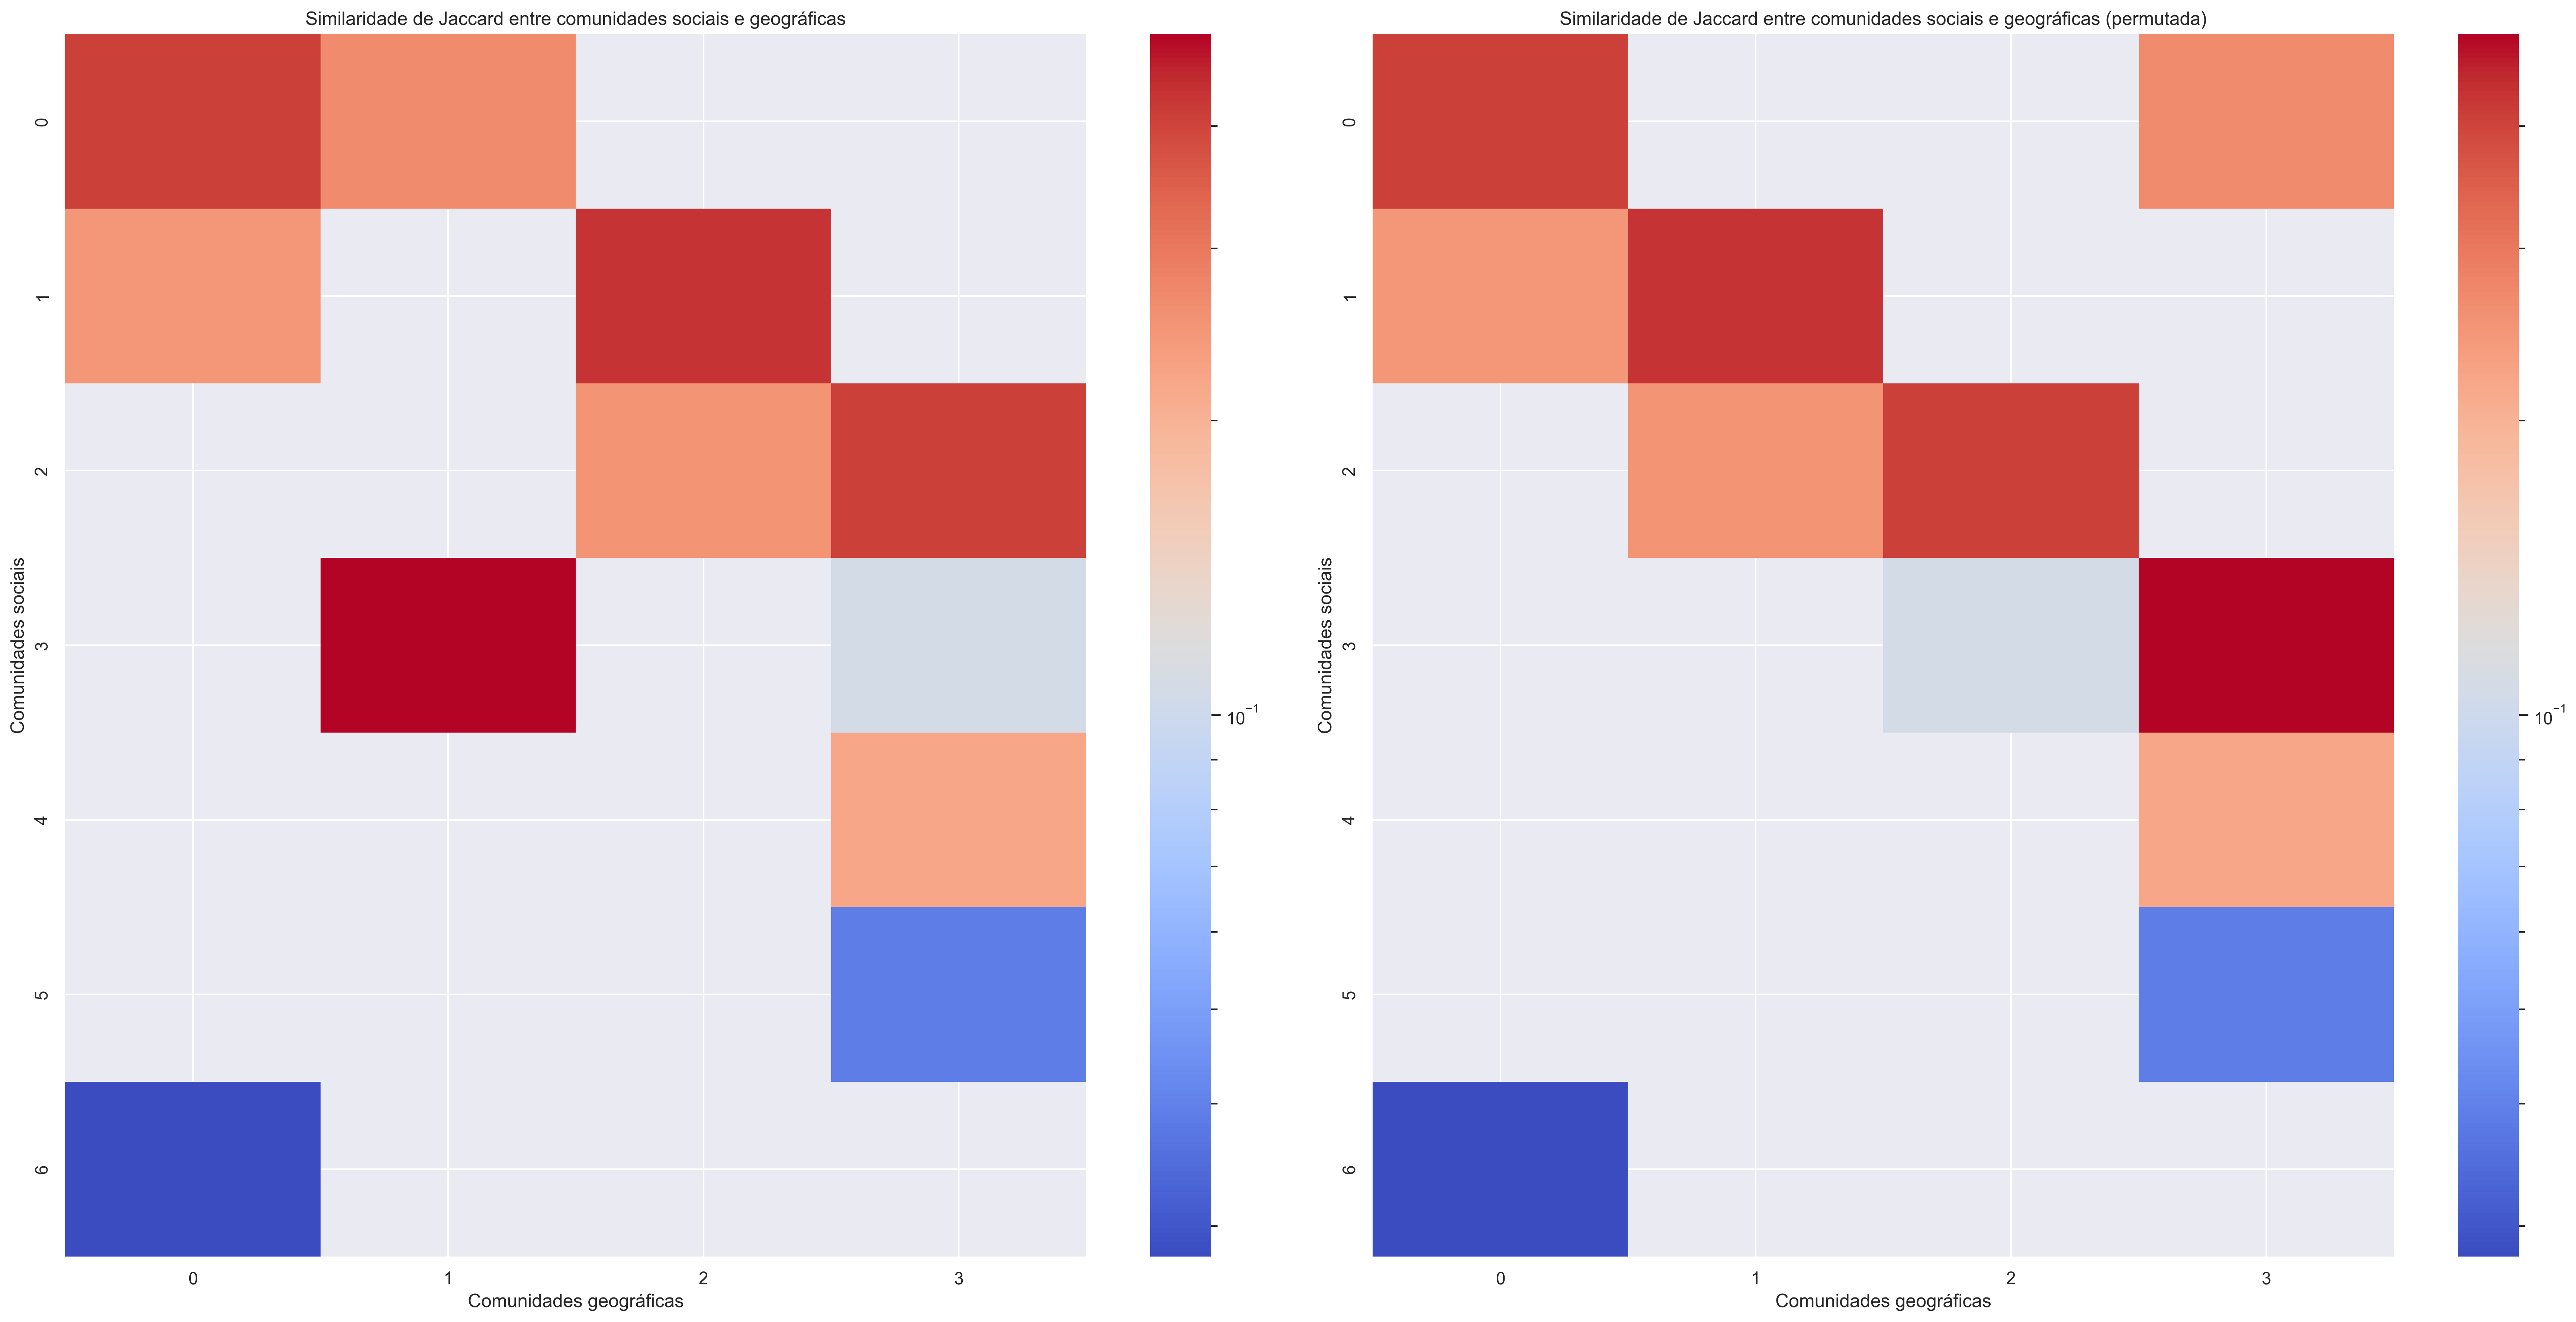 Similaridade de Jaccard entre comunidades sociais e geográficas
Comunidades sociais
0
1
2
3
4
5
6
0 1 2 3
Comunidades geográficas
10⁻¹
Similaridade de Jaccard entre comunidades sociais e geográficas (permutada)
Comunidades sociais
0
1
2
3
4
5
6
0 1 2 3
Comunidades geográficas
10⁻¹